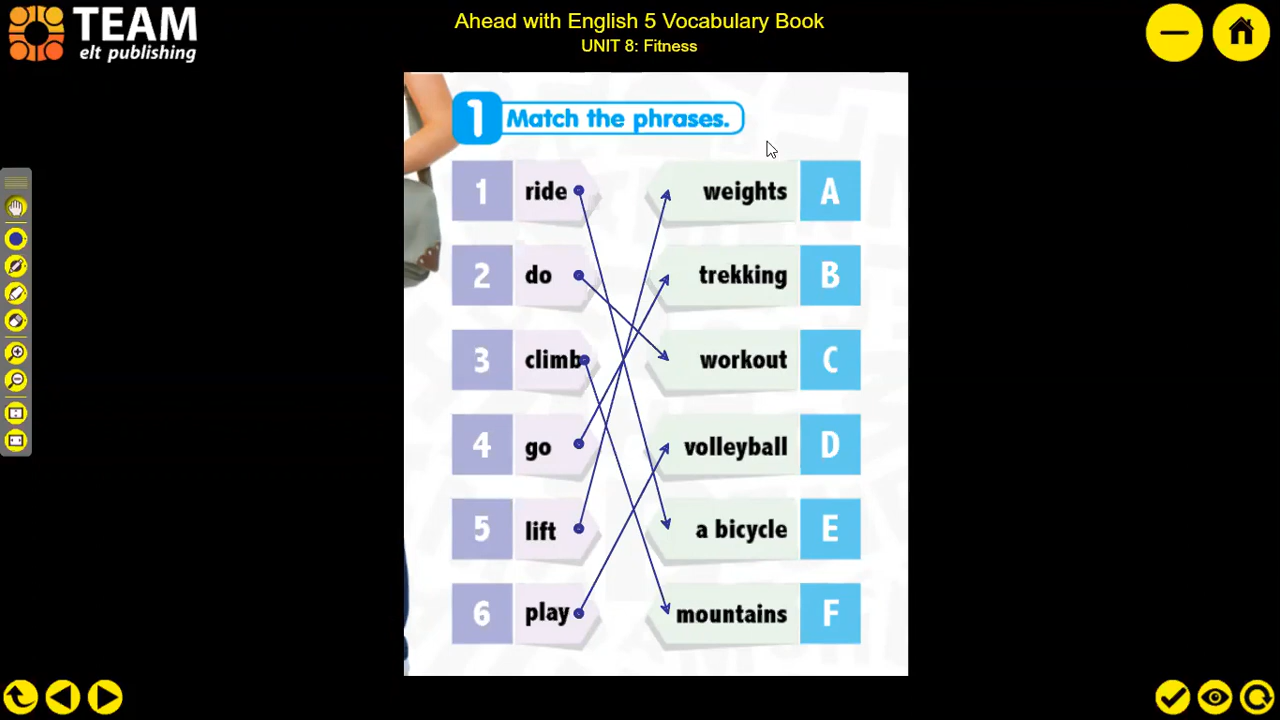 TEAM
elt publishing
Ahead with English 5 Vocabulary Book
UNIT 8: Fitness
1 Match the phrases.
1 ride weights A
2 do trekking B
3 climb workout C
4 go volleyball D
5 lift a bicycle E
6 play mountains F